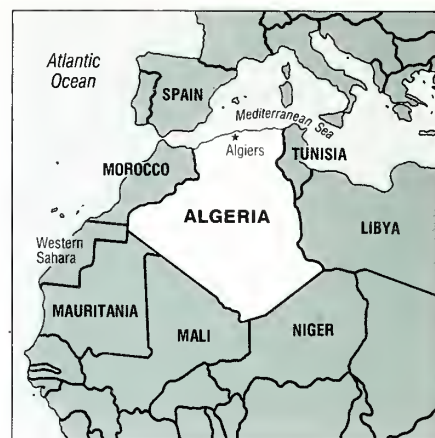 Atlantic
Ocean
SPAIN
Mediterranean Sea
Algiers
TUNISIA
MOROCCO
ALGERIA
LIBYA
Western
Sahara
MAURITANIA
MALI
NIGER